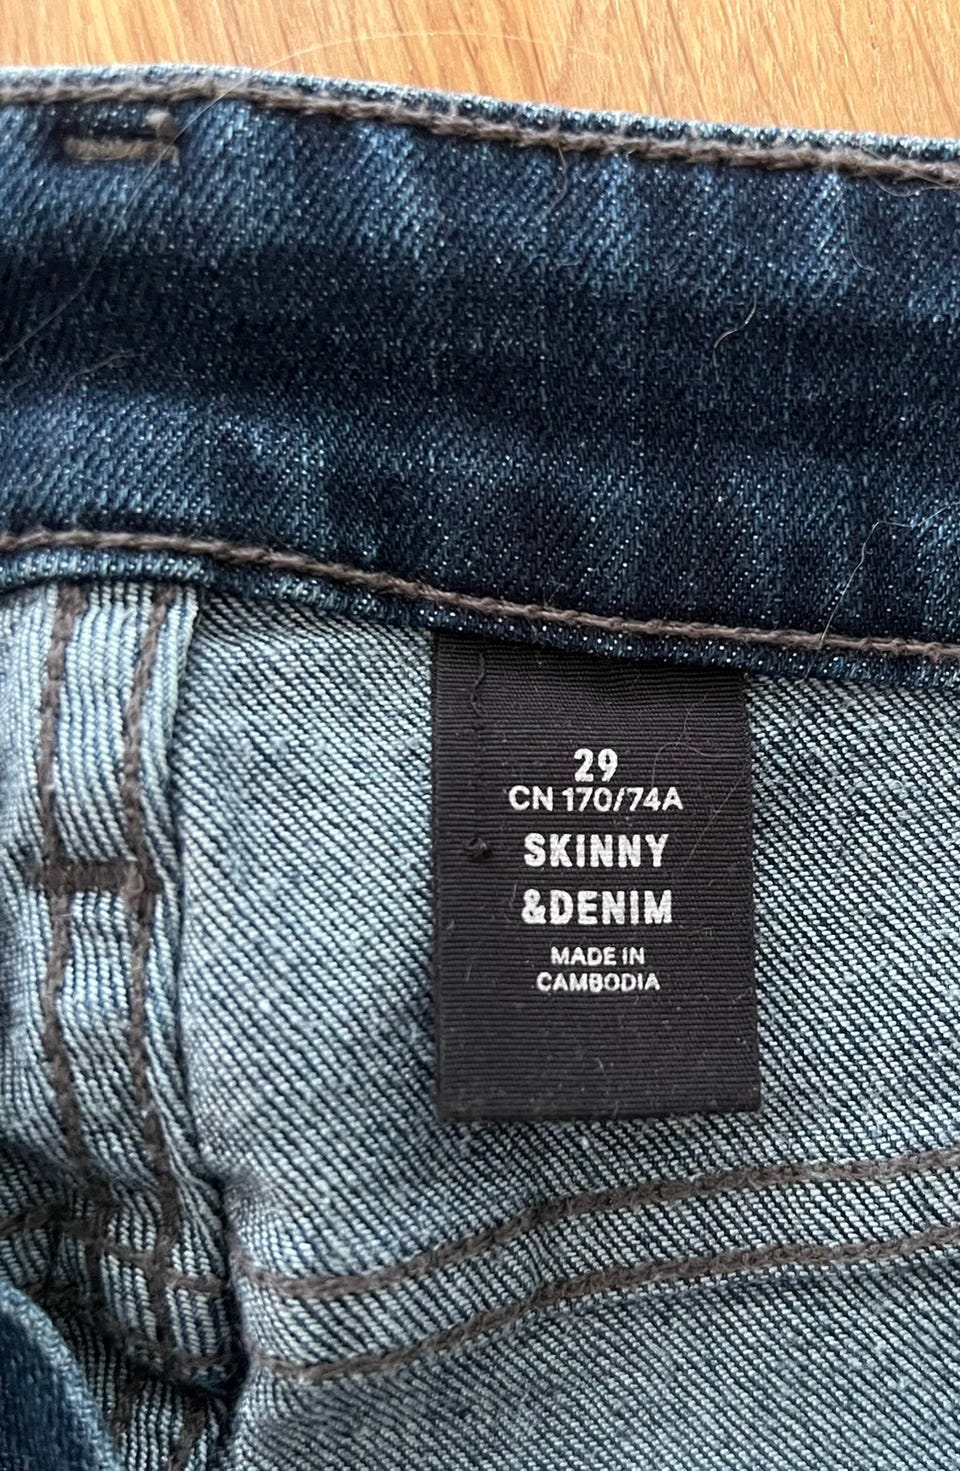 29
CN 170/74A
SKINNY
&DENIM
MADE IN
CAMBODIA